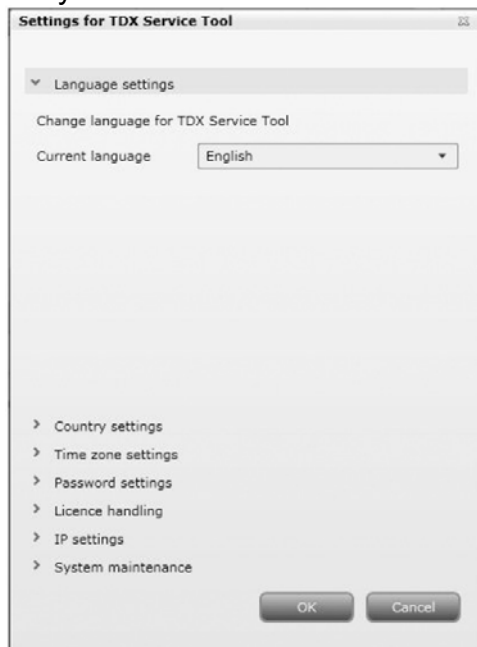 Settings for TDX Service Tool
Language settings
Change language for TDX Service Tool
Current language English
Country settings
Time zone settings
Password settings
Licence handling
IP settings
System maintenance
OK Cancel